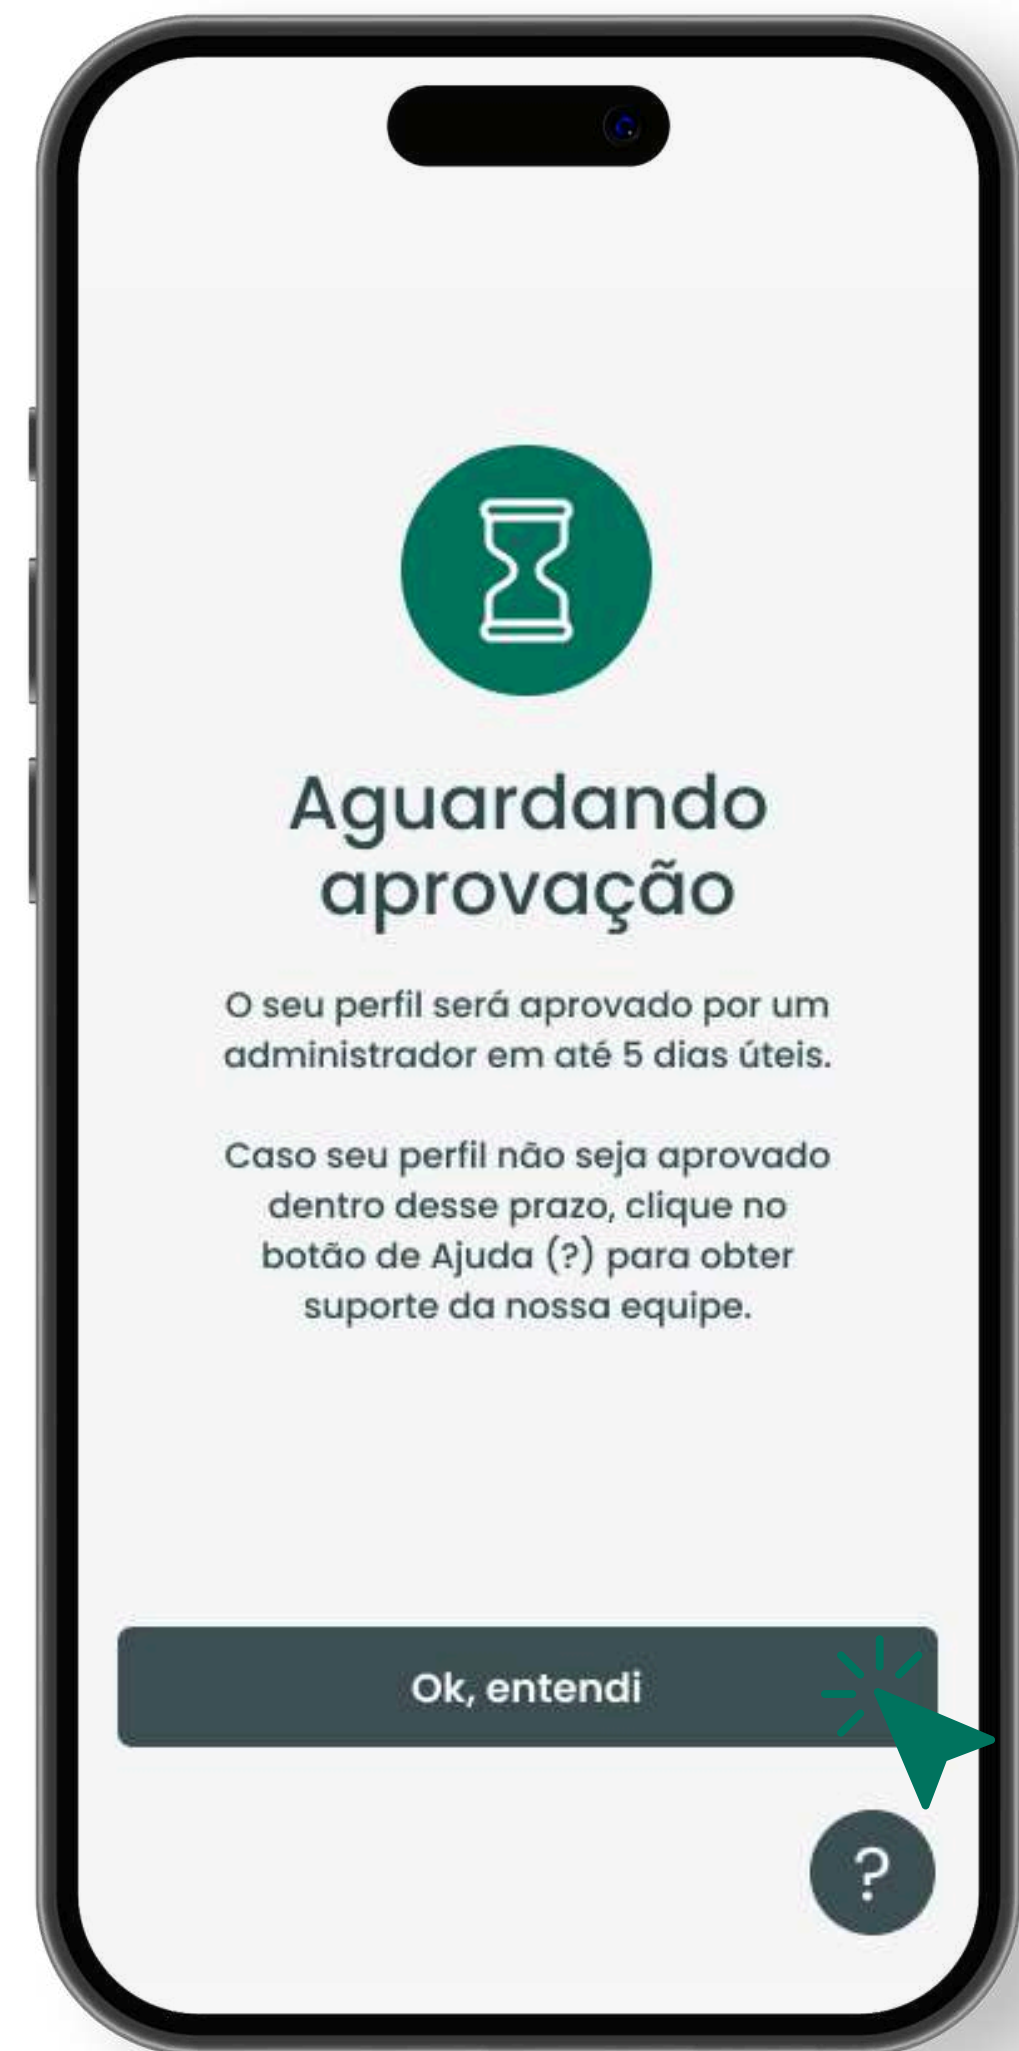 Aguardando
aprovação
O seu perfil será aprovado por um
administrador em até 5 dias úteis.
Caso seu perfil não seja aprovado
dentro desse prazo, clique no
botão de Ajuda (?) para obter
suporte da nossa equipe.
Ok, entendi
?